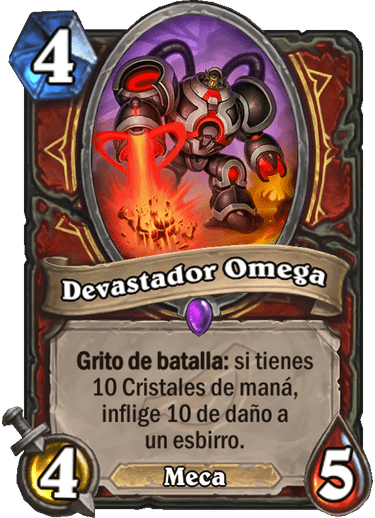 4
Devastador Omega
Grito de batalla: si tienes
10 Cristales de maná,
inflige 10 de daño a
un esbirro.
4
Meca
5